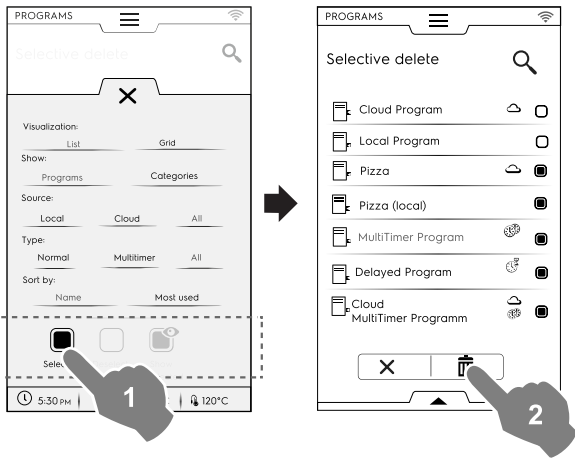 PROGRAMS
Selective delete
Visualization:
List Grid
Show:
Programs Categories
Source:
Local Cloud All
Type:
Normal Multitimer All
Sort by:
Name Most used
Selec
5:30 PM 120°C
1
PROGRAMS
Selective delete
Cloud Program
Local Program
Pizza
Pizza (local)
MultiTimer Program
Delayed Program
Cloud
MultiTimer Programm
2